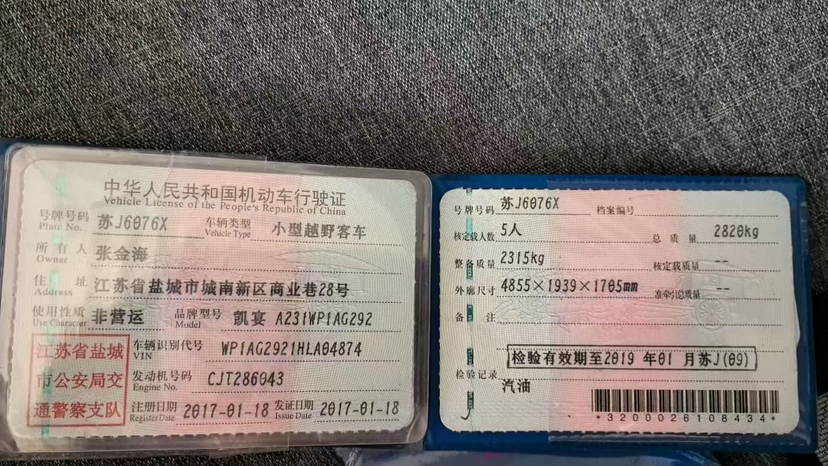 中华人民共和国机动车行驶证
Vehicle License of the People's Republic of China
号牌号码 苏J6076X 车辆类型 小型越野客车
Plate No. Vehicle Type
所有人 张金海
Owner
住址 江苏省盐城市城南新区商业巷28号
Address
使用性质 非营运 品牌型号 凯宴 A231WP1AG292
Use Character Model
江苏省盐城
市公安局交
通警察支队
车辆识别代号 WP1AG2921HLA04874
VIN
发动机号码 CJT286043
Engine No.
注册日期 2017-01-18 发证日期 2017-01-18
Register Date Issue Date
号牌号码 苏J6076X 档案编号
核定载人数 5人 总质量 2820kg
整备质量 2315kg 核定载质量 --
外廓尺寸 4855×1939×1705mm 准牵引总质量 --
备注
检验有效期至2019 年01 月苏J(09)
检验记录
汽油
*3200026108434*